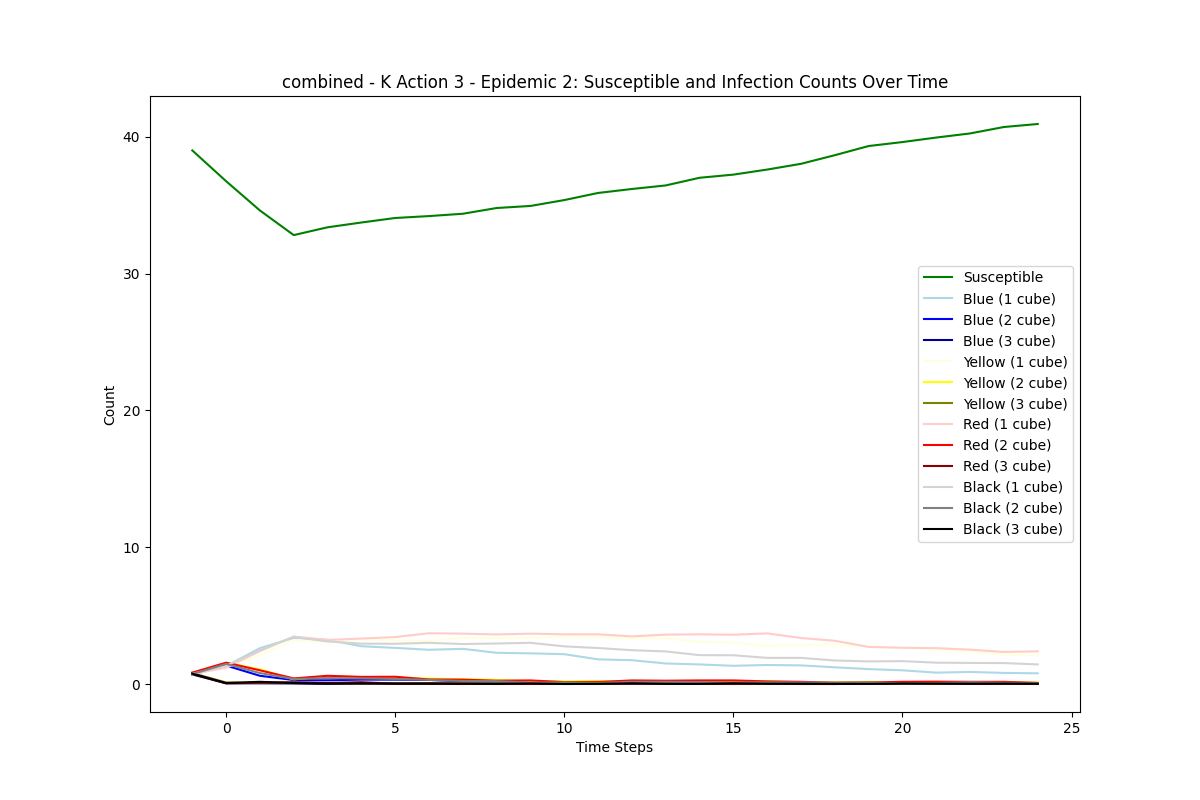 combined - K Action 3 - Epidemic 2: Susceptible and Infection Counts Over Time
40
30
20
10
0
Count
Susceptible
Blue (1 cube)
Blue (2 cube)
Blue (3 cube)
Yellow (1 cube)
Yellow (2 cube)
Yellow (3 cube)
Red (1 cube)
Red (2 cube)
Red (3 cube)
Black (1 cube)
Black (2 cube)
Black (3 cube)
0 5 10 15 20 25
Time Steps